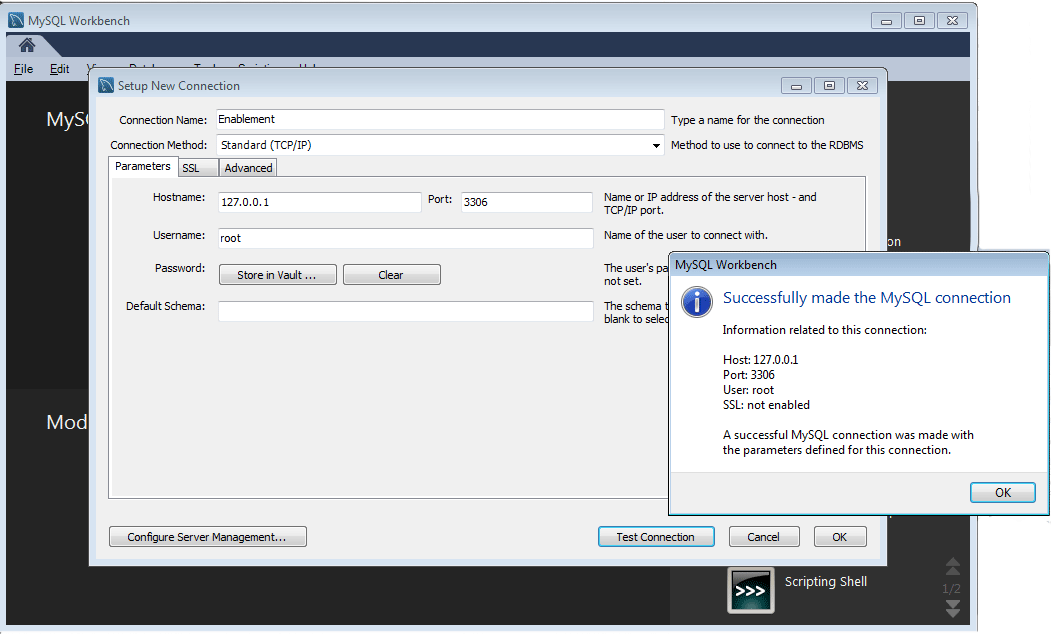 MySQL Workbench
File Edit
Setup New Connection
Connection Name: Enablement Type a name for the connection
Connection Method: Standard (TCP/IP) Method to use to connect to the RDBMS
Parameters SSL Advanced
Hostname: 127.0.0.1 Port: 3306 Name or IP address of the server host - and
TCP/IP port.
Username: root Name of the user to connect with.
Password: Store in Vault ... Clear The user's pa
not set.
Default Schema: The schema t
blank to selec
MySQL Workbench
Successfully made the MySQL connection
Information related to this connection:
Host: 127.0.0.1
Port: 3306
User: root
SSL: not enabled
A successful MySQL connection was made with
the parameters defined for this connection.
OK
Configure Server Management... Test Connection Cancel OK
MyS
Mod
on
>>> Scripting Shell
1/2